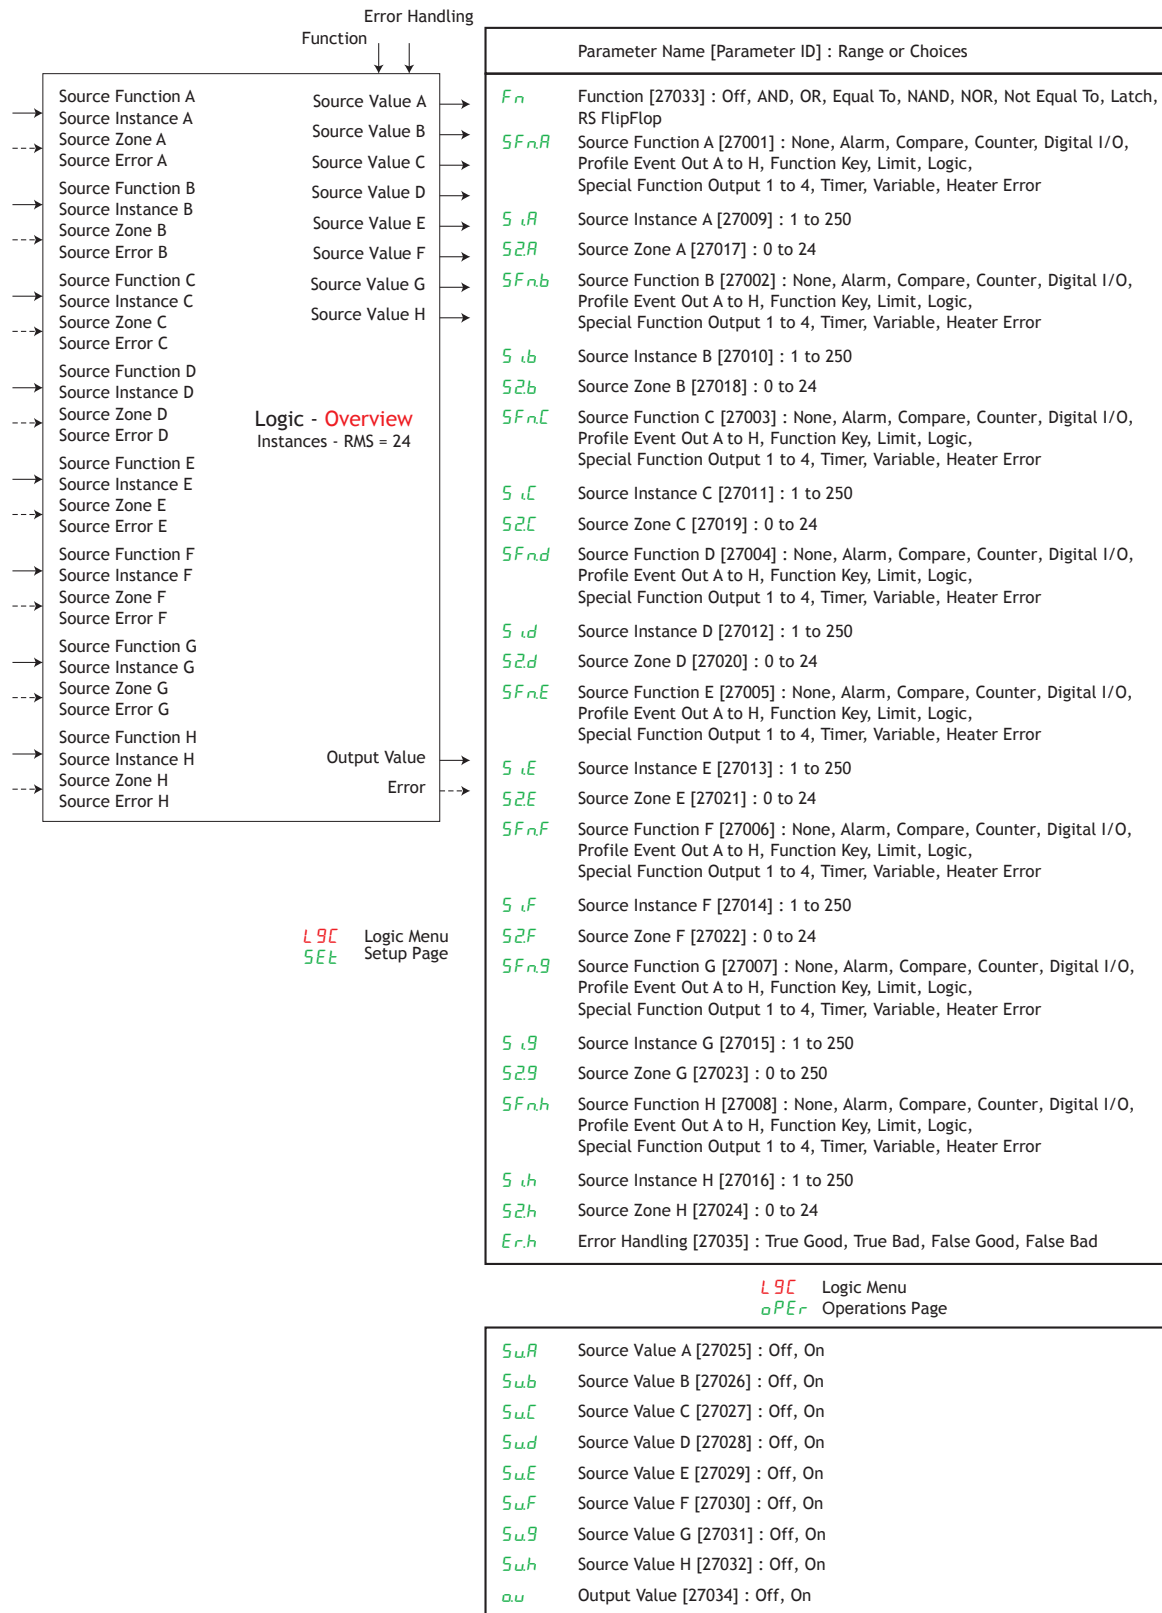 Error Handling
Function
Source Function A
Source Instance A
Source Zone A
Source Error A
Source Function B
Source Instance B
Source Zone B
Source Error B
Source Function C
Source Instance C
Source Zone C
Source Error C
Source Function D
Source Instance D
Source Zone D
Source Error D
Source Function E
Source Instance E
Source Zone E
Source Error E
Source Function F
Source Instance F
Source Zone F
Source Error F
Source Function G
Source Instance G
Source Zone G
Source Error G
Source Function H
Source Instance H
Source Zone H
Source Error H
Source Value A
Source Value B
Source Value C
Source Value D
Source Value E
Source Value F
Source Value G
Source Value H
Logic - Overview
Instances - RMS = 24
Output Value
Error
LgC Logic Menu
SEt Setup Page
Parameter Name [Parameter ID] : Range or Choices
Fn Function [27033] : Off, AND, OR, Equal To, NAND, NOR, Not Equal To, Latch,
RS FlipFlop
SFn.A Source Function A [27001] : None, Alarm, Compare, Counter, Digital I/O,
Profile Event Out A to H, Function Key, Limit, Logic,
Special Function Output 1 to 4, Timer, Variable, Heater Error
Si.A Source Instance A [27009] : 1 to 250
SZ.A Source Zone A [27017] : 0 to 24
SFn.b Source Function B [27002] : None, Alarm, Compare, Counter, Digital I/O,
Profile Event Out A to H, Function Key, Limit, Logic,
Special Function Output 1 to 4, Timer, Variable, Heater Error
Si.b Source Instance B [27010] : 1 to 250
SZ.b Source Zone B [27018] : 0 to 24
SFn.C Source Function C [27003] : None, Alarm, Compare, Counter, Digital I/O,
Profile Event Out A to H, Function Key, Limit, Logic,
Special Function Output 1 to 4, Timer, Variable, Heater Error
Si.C Source Instance C [27011] : 1 to 250
SZ.C Source Zone C [27019] : 0 to 24
SFn.d Source Function D [27004] : None, Alarm, Compare, Counter, Digital I/O,
Profile Event Out A to H, Function Key, Limit, Logic,
Special Function Output 1 to 4, Timer, Variable, Heater Error
Si.d Source Instance D [27012] : 1 to 250
SZ.d Source Zone D [27020] : 0 to 24
SFn.E Source Function E [27005] : None, Alarm, Compare, Counter, Digital I/O,
Profile Event Out A to H, Function Key, Limit, Logic,
Special Function Output 1 to 4, Timer, Variable, Heater Error
Si.E Source Instance E [27013] : 1 to 250
SZ.E Source Zone E [27021] : 0 to 24
SFn.F Source Function F [27006] : None, Alarm, Compare, Counter, Digital I/O,
Profile Event Out A to H, Function Key, Limit, Logic,
Special Function Output 1 to 4, Timer, Variable, Heater Error
Si.F Source Instance F [27014] : 1 to 250
SZ.F Source Zone F [27022] : 0 to 24
SFn.g Source Function G [27007] : None, Alarm, Compare, Counter, Digital I/O,
Profile Event Out A to H, Function Key, Limit, Logic,
Special Function Output 1 to 4, Timer, Variable, Heater Error
Si.g Source Instance G [27015] : 1 to 250
SZ.g Source Zone G [27023] : 0 to 250
SFn.h Source Function H [27008] : None, Alarm, Compare, Counter, Digital I/O,
Profile Event Out A to H, Function Key, Limit, Logic,
Special Function Output 1 to 4, Timer, Variable, Heater Error
Si.h Source Instance H [27016] : 1 to 250
SZ.h Source Zone H [27024] : 0 to 24
Er.h Error Handling [27035] : True Good, True Bad, False Good, False Bad
LgC Logic Menu
oPEr Operations Page
Su.A Source Value A [27025] : Off, On
Su.b Source Value B [27026] : Off, On
Su.C Source Value C [27027] : Off, On
Su.d Source Value D [27028] : Off, On
Su.E Source Value E [27029] : Off, On
Su.F Source Value F [27030] : Off, On
Su.g Source Value G [27031] : Off, On
Su.h Source Value H [27032] : Off, On
o.u Output Value [27034] : Off, On